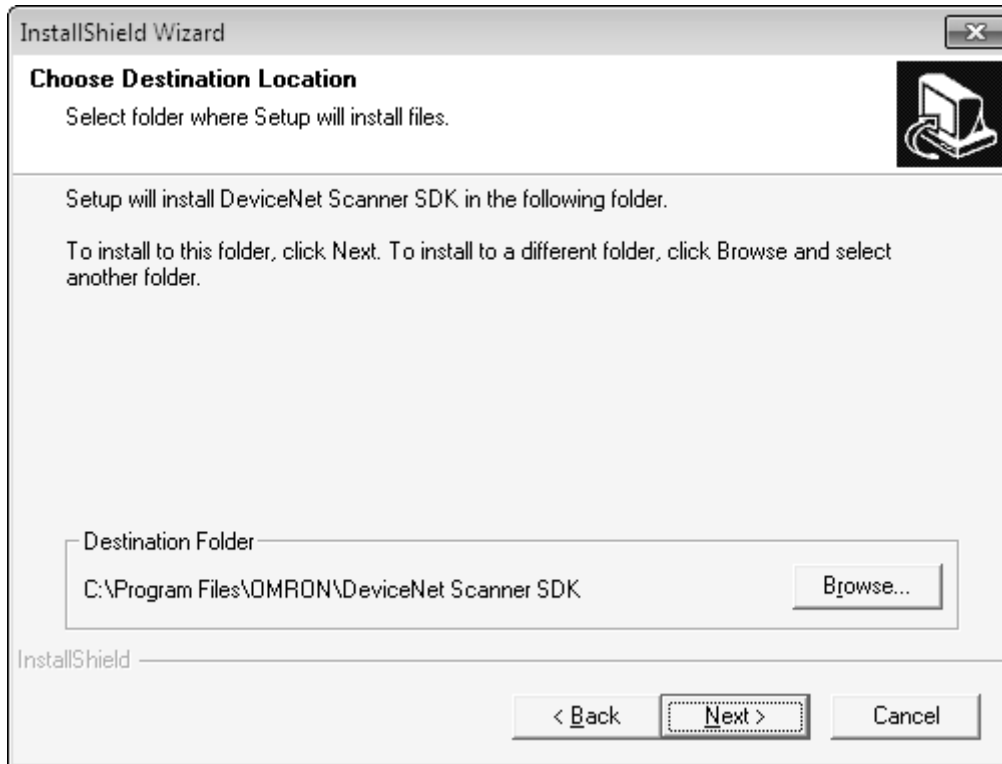 InstallShield Wizard
Choose Destination Location
Select folder where Setup will install files.
Setup will install DeviceNet Scanner SDK in the following folder.
To install to this folder, click Next. To install to a different folder, click Browse and select
another folder.
Destination Folder
C:\Program Files\OMRON\DeviceNet Scanner SDK
Browse...
InstallShield
< Back
Next >
Cancel